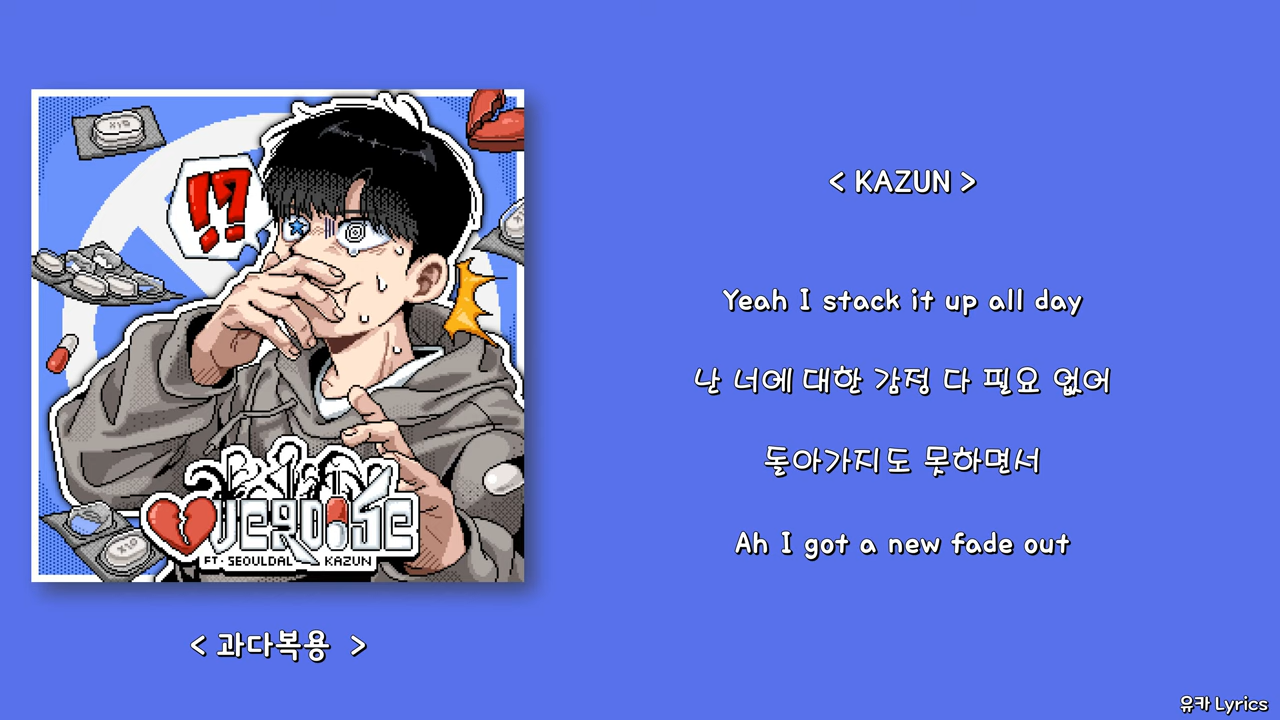 !?
OVERDOSE
FT. SEOULDAL KAZUN
< 과다복용 >
< KAZUN >
Yeah I stack it up all day
난 너에 대한 감정 다 필요 없어
돌아가지도 못하면서
Ah I got a new fade out
유카 Lyrics